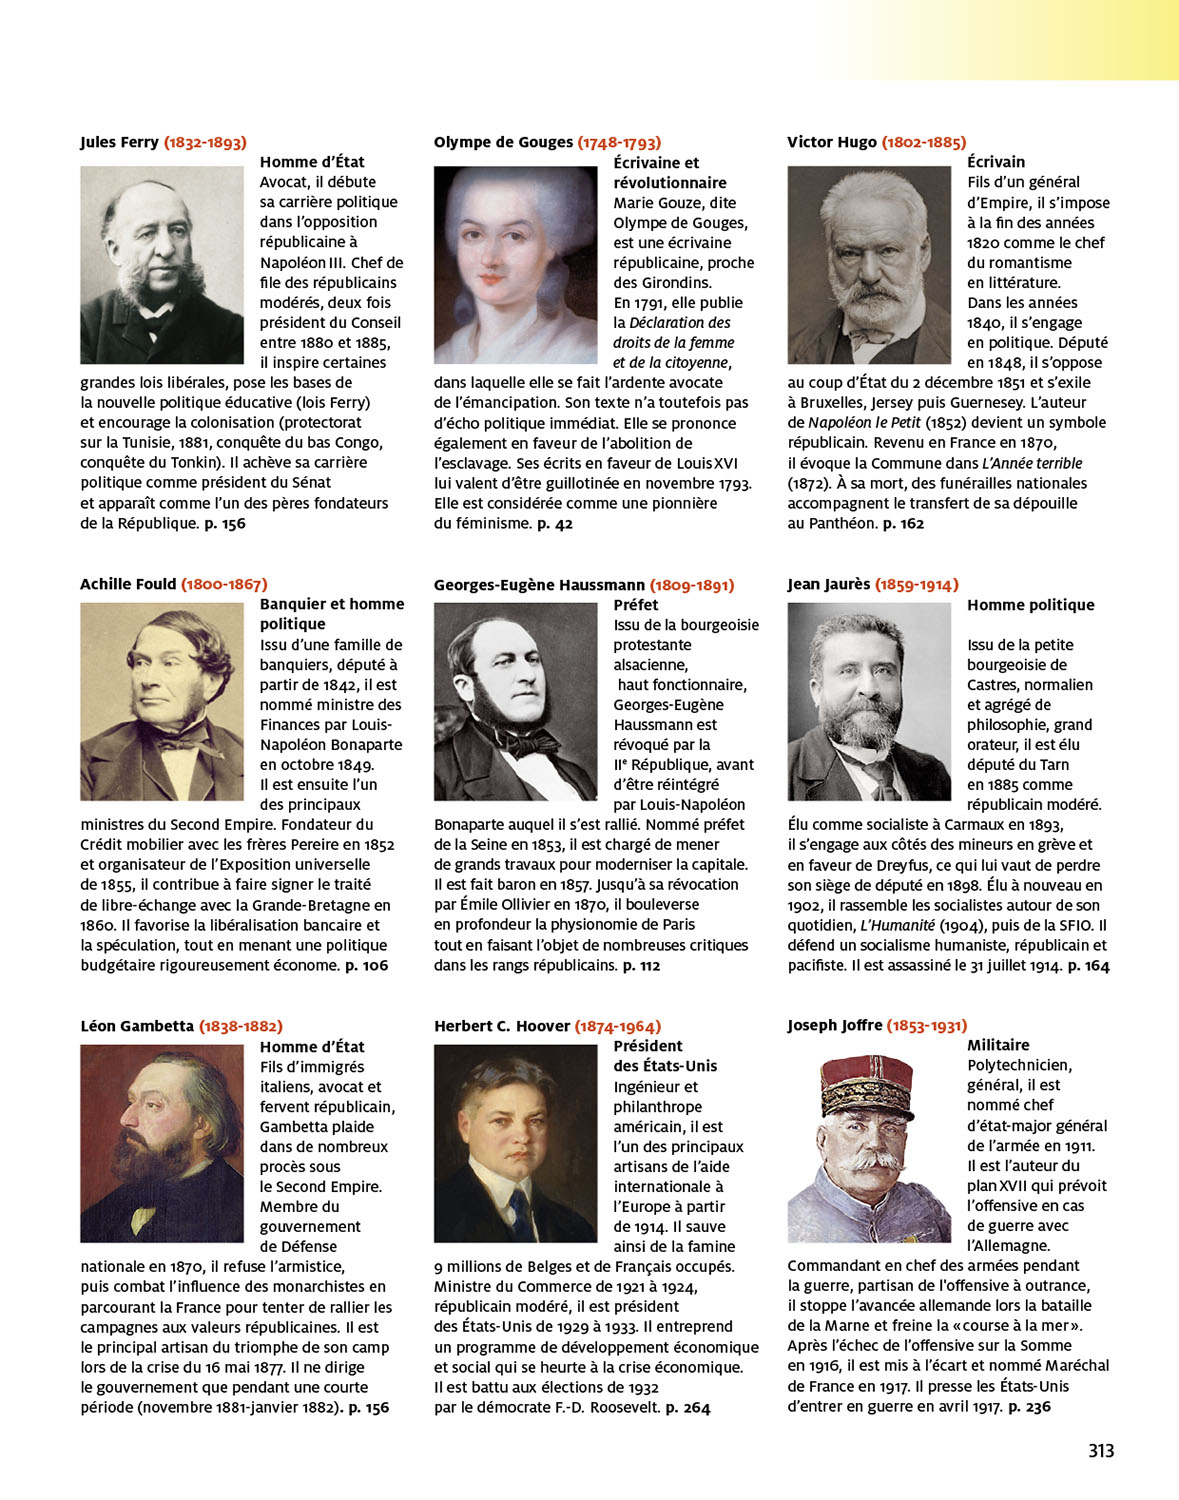 Jules Ferry (1832-1893)
Homme d’État
Avocat, il débute
sa carrière politique
dans l’opposition
républicaine à
Napoléon III. Chef de
file des républicains
modérés, deux fois
président du Conseil
entre 1880 et 1885,
il inspire certaines
grandes lois libérales, pose les bases de
la nouvelle politique éducative (lois Ferry)
et encourage la colonisation (protectorat
sur la Tunisie, 1881, conquête du bas Congo,
conquête du Tonkin). Il achève sa carrière
politique comme président du Sénat
et apparaît comme l’un des pères fondateurs
de la République. p. 156
Olympe de Gouges (1748-1793)
Écrivaine et
révolutionnaire
Marie Gouze, dite
Olympe de Gouges,
est une écrivaine
républicaine, proche
des Girondins.
En 1791, elle publie
la Déclaration des
droits de la femme
et de la citoyenne,
dans laquelle elle se fait l’ardente avocate
de l’émancipation. Son texte n’a toutefois pas
d’écho politique immédiat. Elle se prononce
également en faveur de l’abolition de
l’esclavage. Ses écrits en faveur de Louis XVI
lui valent d’être guillotinée en novembre 1793.
Elle est considérée comme une pionnière
du féminisme. p. 42
Victor Hugo (1802-1885)
Écrivain
Fils d’un général
d’Empire, il s’impose
à la fin des années
1820 comme le chef
du romantisme
en littérature.
Dans les années
1840, il s’engage
en politique. Député
en 1848, il s’oppose
au coup d’État du 2 décembre 1851 et s’exile
à Bruxelles, Jersey puis Guernesey. L’auteur
de Napoléon le Petit (1852) devient un symbole
républicain. Revenu en France en 1870,
il évoque la Commune dans L’Année terrible
(1872). À sa mort, des funérailles nationales
accompagnent le transfert de sa dépouille
au Panthéon. p. 162
Achille Fould (1800-1867)
Banquier et homme
politique
Issu d’une famille de
banquiers, député à
partir de 1842, il est
nommé ministre des
Finances par Louis-
Napoléon Bonaparte
en octobre 1849.
Il est ensuite l’un
des principaux
ministres du Second Empire. Fondateur du
Crédit mobilier avec les frères Pereire en 1852
et organisateur de l’Exposition universelle
de 1855, il contribue à faire signer le traité
de libre-échange avec la Grande-Bretagne en
1860. Il favorise la libéralisation bancaire et
la spéculation, tout en menant une politique
budgétaire rigoureusement économe. p. 106
Georges-Eugène Haussmann (1809-1891)
Préfet
Issu de la bourgeoisie
protestante
alsacienne,
haut fonctionnaire,
Georges-Eugène
Haussmann est
révoqué par la
IIe République, avant
d’être réintégré
par Louis-Napoléon
Bonaparte auquel il s’est rallié. Nommé préfet
de la Seine en 1853, il est chargé de mener
de grands travaux pour moderniser la capitale.
Il est fait baron en 1857. Jusqu’à sa révocation
par Émile Ollivier en 1870, il bouleverse
en profondeur la physionomie de Paris
tout en faisant l’objet de nombreuses critiques
dans les rangs républicains. p. 112
Jean Jaurès (1859-1914)
Homme politique
Issu de la petite
bourgeoisie de
Castres, normalien
et agrégé de
philosophie, grand
orateur, il est élu
député du Tarn
en 1885 comme
républicain modéré.
Élu comme socialiste à Carmaux en 1893,
il s’engage aux côtés des mineurs en grève et
en faveur de Dreyfus, ce qui lui vaut de perdre
son siège de député en 1898. Élu à nouveau en
1902, il rassemble les socialistes autour de son
quotidien, L’Humanité (1904), puis de la SFIO. Il
défend un socialisme humaniste, républicain et
pacifiste. Il est assassiné le 31 juillet 1914. p. 164
Léon Gambetta (1838-1882)
Homme d’État
Fils d’immigrés
italiens, avocat et
fervent républicain,
Gambetta plaide
dans de nombreux
procès sous
le Second Empire.
Membre du
gouvernement
de Défense
nationale en 1870, il refuse l’armistice,
puis combat l’influence des monarchistes en
parcourant la France pour tenter de rallier les
campagnes aux valeurs républicaines. Il est
le principal artisan du triomphe de son camp
lors de la crise du 16 mai 1877. Il ne dirige
le gouvernement que pendant une courte
période (novembre 1881-janvier 1882). p. 156
Herbert C. Hoover (1874-1964)
Président
des États-Unis
Ingénieur et
philanthrope
américain, il est
l’un des principaux
artisans de l’aide
internationale à
l’Europe à partir
de 1914. Il sauve
ainsi de la famine
9 millions de Belges et de Français occupés.
Ministre du Commerce de 1921 à 1924,
républicain modéré, il est président
des États-Unis de 1929 à 1933. Il entreprend
un programme de développement économique
et social qui se heurte à la crise économique.
Il est battu aux élections de 1932
par le démocrate F.-D. Roosevelt. p. 264
Joseph Joffre (1853-1931)
Militaire
Polytechnicien,
général, il est
nommé chef
d’état-major général
de l’armée en 1911.
Il est l’auteur du
plan XVII qui prévoit
l’offensive en cas
de guerre avec
l’Allemagne.
Commandant en chef des armées pendant
la guerre, partisan de l'offensive à outrance,
il stoppe l’avancée allemande lors la bataille
de la Marne et freine la « course à la mer ».
Après l’échec de l’offensive sur la Somme
en 1916, il est mis à l’écart et nommé Maréchal
de France en 1917. Il presse les États-Unis
d’entrer en guerre en avril 1917. p. 236
313